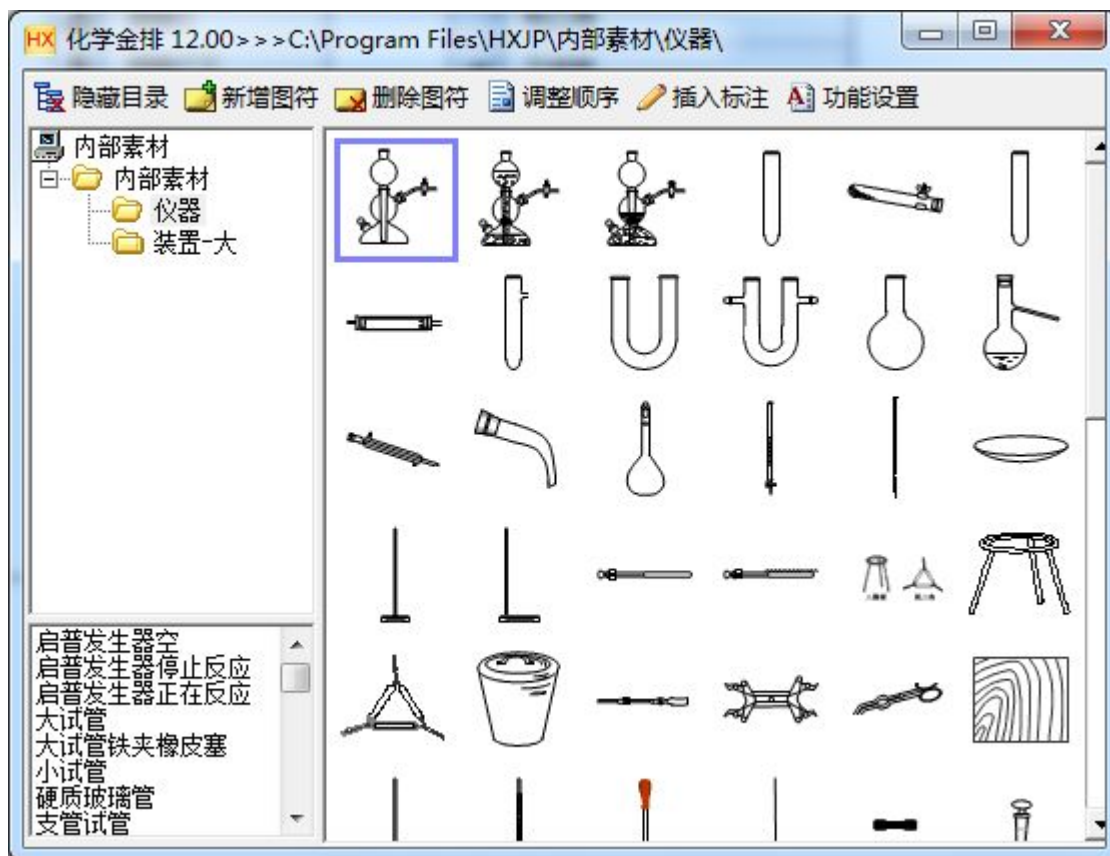 HX 化学金排 12.00>>>C:\Program Files\HXJP\内部素材\仪器\
隐藏目录 新增图符 删除图符 调整顺序 插入标注 功能设置
内部素材
内部素材
仪器
装置-大
启普发生器空
启普发生器停止反应
启普发生器正在反应
大试管
大试管铁夹橡皮塞
小试管
硬质玻璃管
支管试管